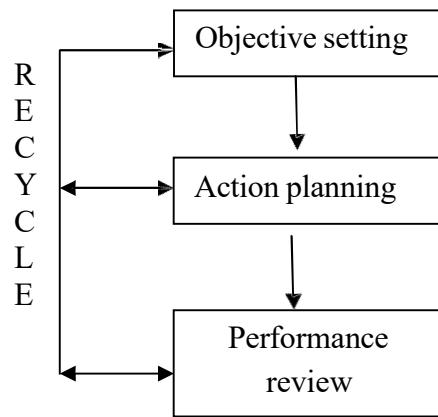 Objective setting
R
E
C
Y
C
L
E
Action planning
Performance
review